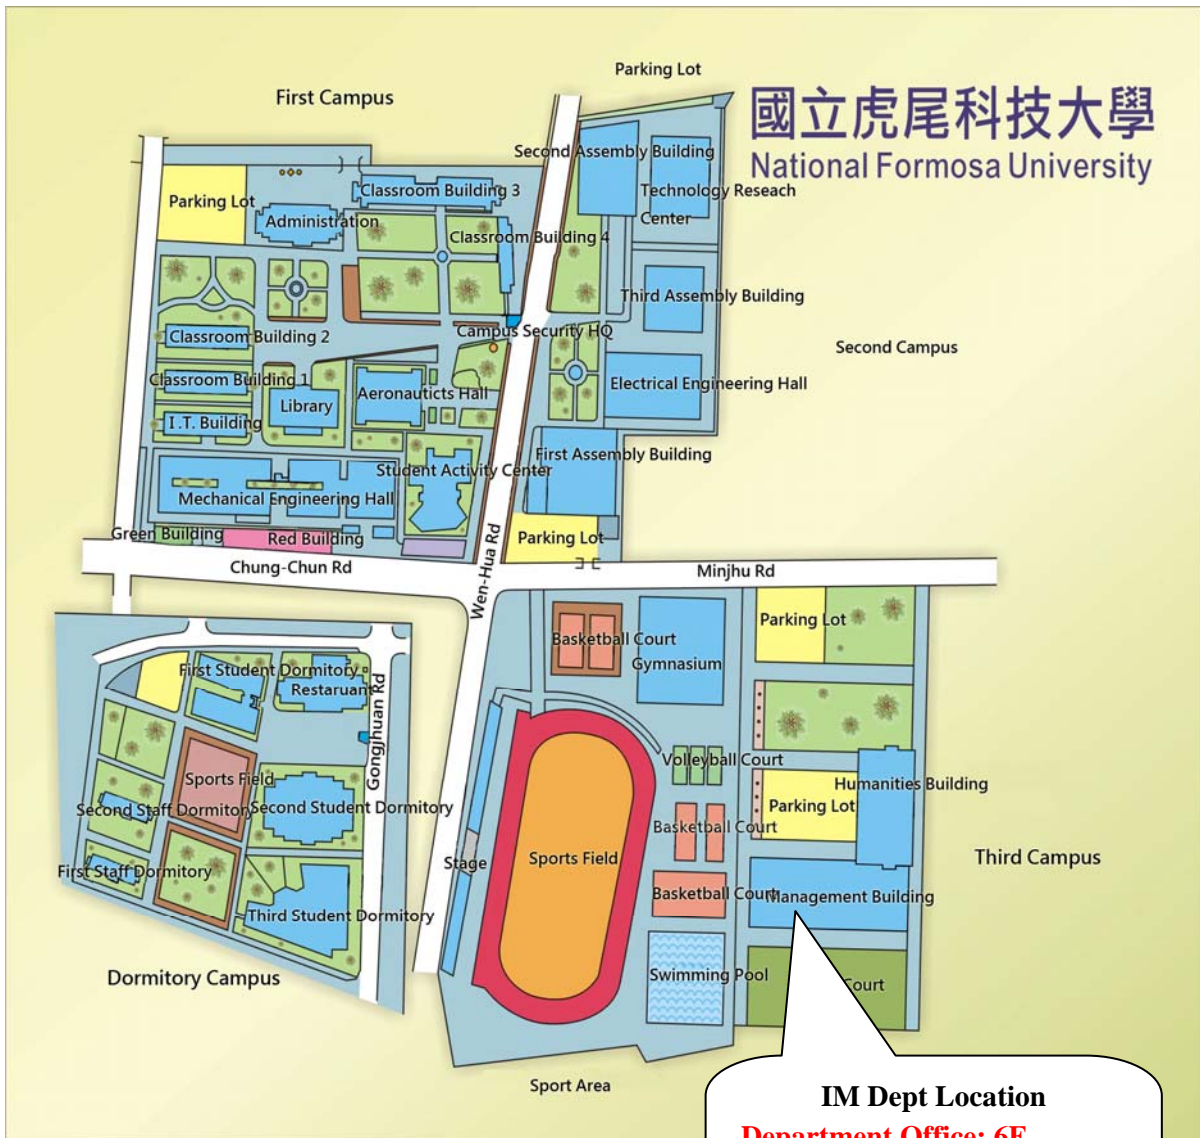 Parking Lot
First Campus
國立虎尾科技大學
National Formosa University
Second Assembly Building
Classroom Building 3
Technology Reseach
Center
Parking Lot
Administration
Classroom Building 4
Third Assembly Building
Campus Security HQ
Classroom Building 2
Second Campus
Classroom Building 1
Aeronauticts Hall
Electrical Engineering Hall
Library
I.T. Building
First Assembly Building
Student Activity Center
Mechanical Engineering Hall
Green Building
Red Building
Parking Lot
Chung-Chun Rd
Wen-Hua Rd
Minjhu Rd
Parking Lot
Basketball Court
Gymnasium
First Student Dormitory
Restaruant
Gongjhuan Rd
Volleyball Court
Sports Field
Humanities Building
Second Staff Dormitory
Second Student Dormitory
Parking Lot
Basketball Court
Stage
Sports Field
Third Campus
First Staff Dormitory
Basketball Court
Management Building
Third Student Dormitory
Swimming Pool
Court
Dormitory Campus
Sport Area
IM Dept Location
Department Office: 6F